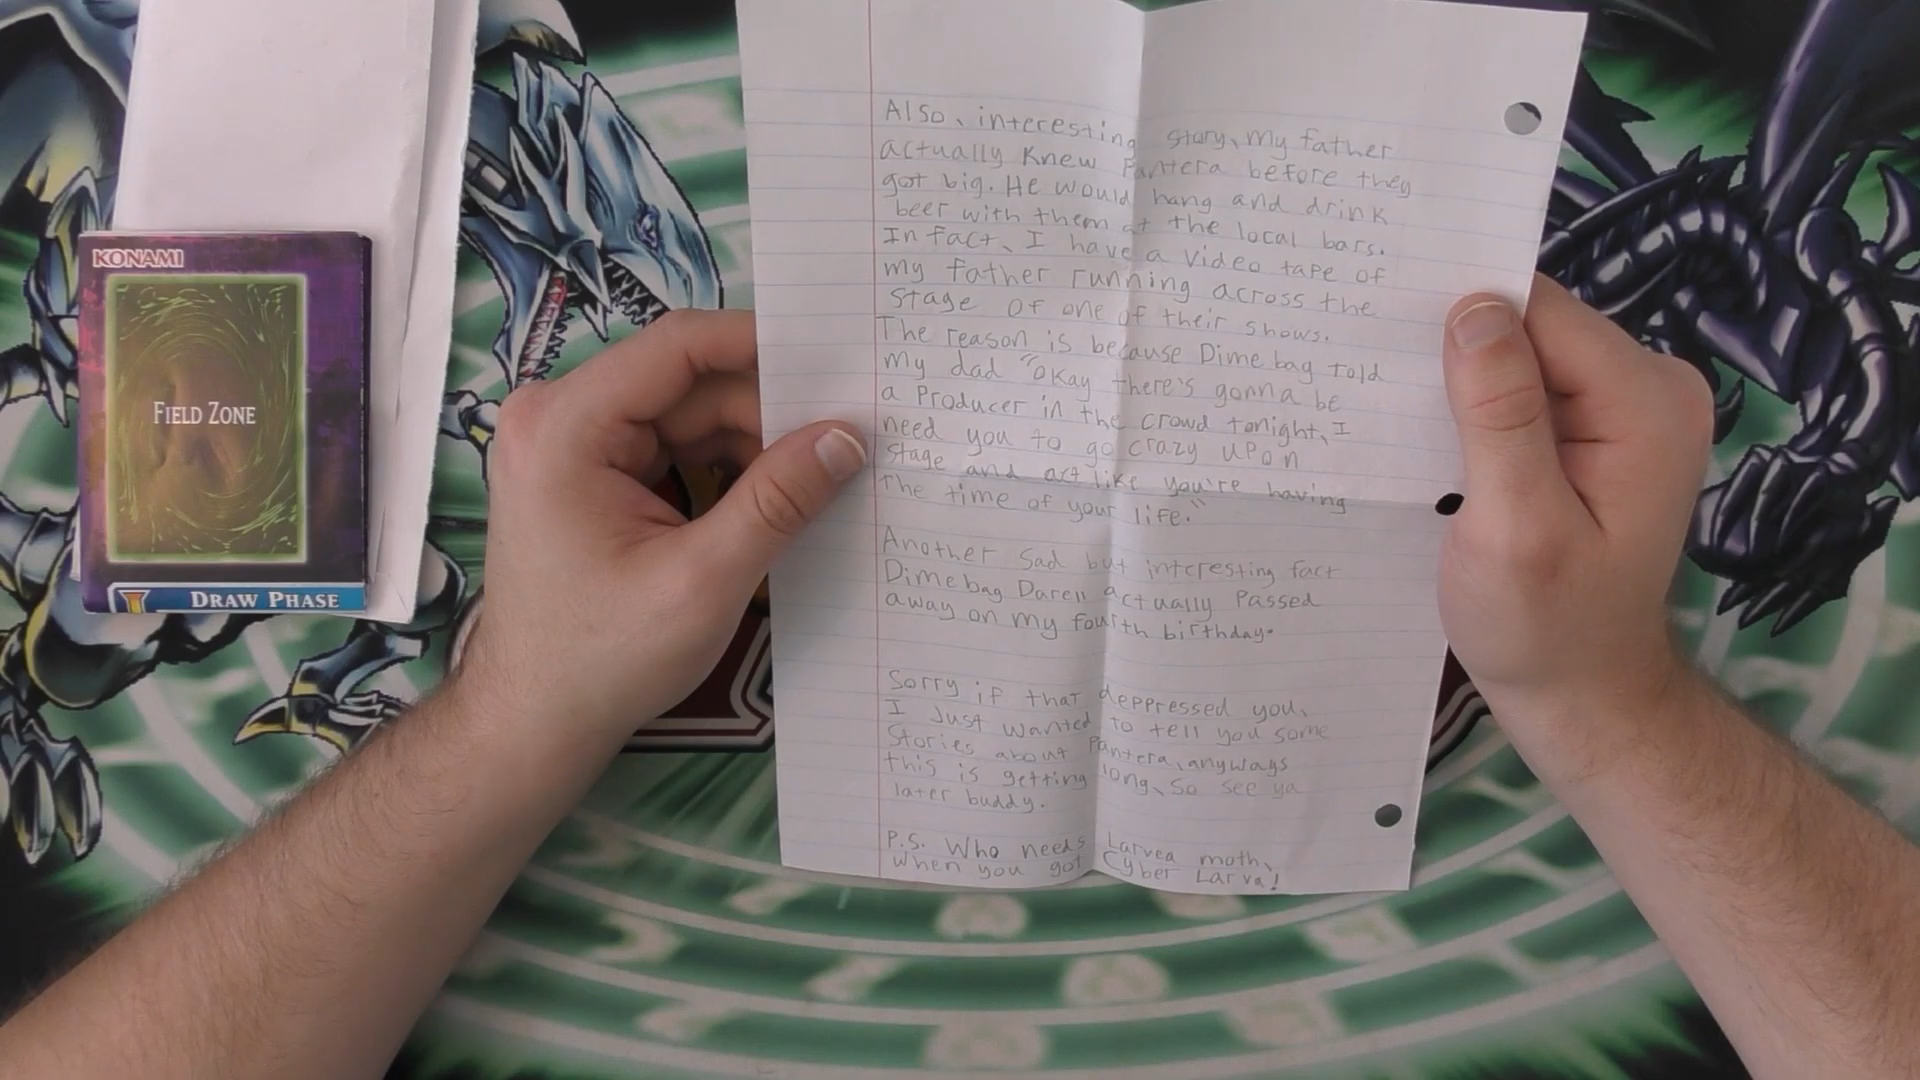 KONAMI
FIELD ZONE
DRAW PHASE
Also, interesting story, my father
actually knew Pantera before they
got big. He would hang and drink
beer with them at the local bars.
In fact, I have a video tape of
my father running across the
stage of one of their shows.
The reason is because Dimebag told
my dad "okay there's gonna be
a producer in the crowd tonight, I
need you to go crazy upon
stage and act like you're having
the time of your life."
Another sad but interesting fact
Dimebag Darell actually passed
away on my fourth birthday.
Sorry if that deppressed you,
I just wanted to tell you some
stories about Pantera, anyways
this is getting long, so see ya
later buddy.
P.S. Who needs Larvea moth,
when you got Cyber Larva!